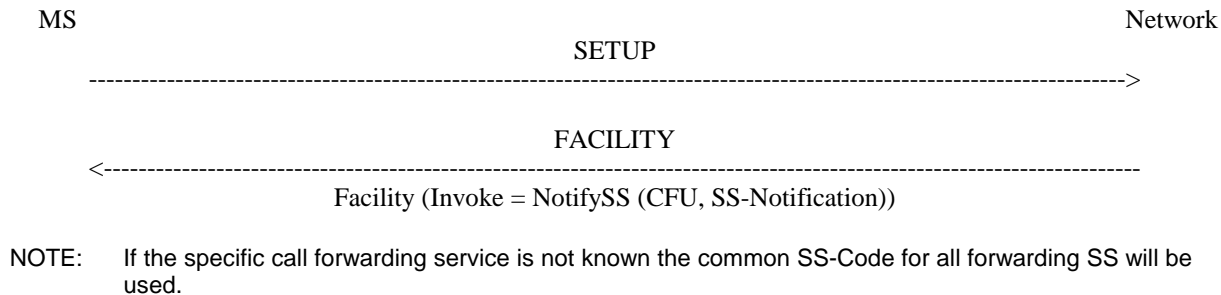 MS Network
SETUP
------------------------------------------------------------------------------------------------------------------------>
FACILITY
<------------------------------------------------------------------------------------------------------------------------
Facility (Invoke = NotifySS (CFU, SS-Notification))
NOTE: If the specific call forwarding service is not known the common SS-Code for all forwarding SS will be
used.